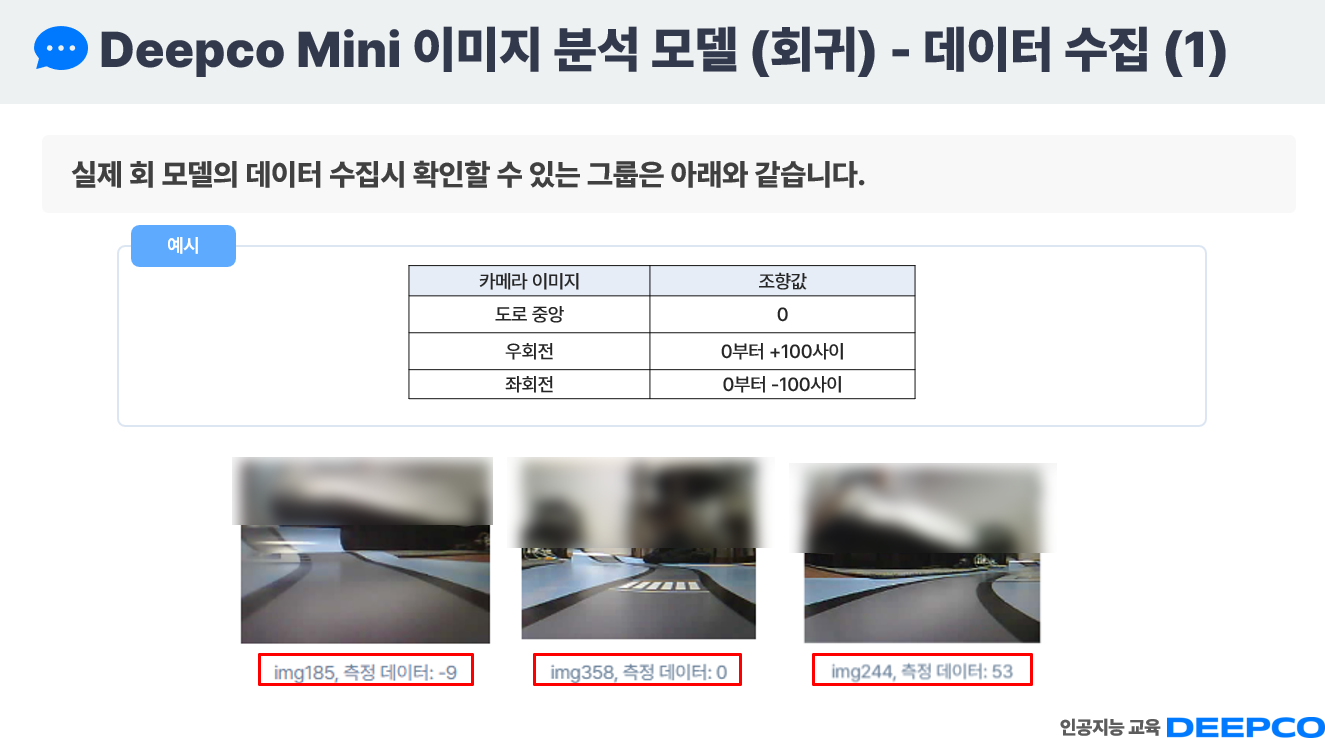 Deepco Mini 이미지 분석 모델 (회귀) - 데이터 수집 (1)
실제 회 모델의 데이터 수집시 확인할 수 있는 그룹은 아래와 같습니다.
예시
카메라 이미지 조향값
도로 중앙 0
우회전 0부터 +100사이
좌회전 0부터 -100사이
img185, 측정 데이터: -9
img358, 측정 데이터: 0
img244, 측정 데이터: 53
인공지능 교육 DEEPCO